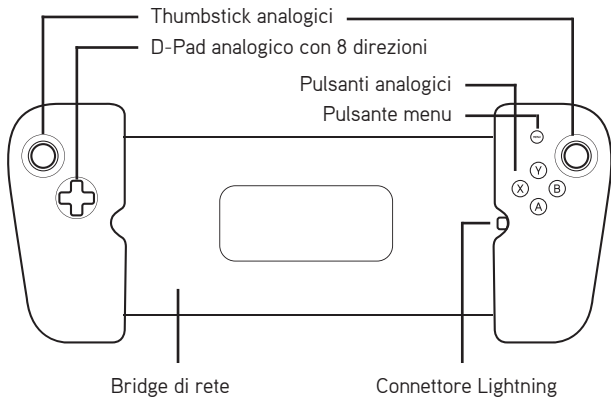 Thumbstick analogici
D-Pad analogico con 8 direzioni
Pulsanti analogici
Pulsante menu
Y
X B
A
Bridge di rete Connettore Lightning